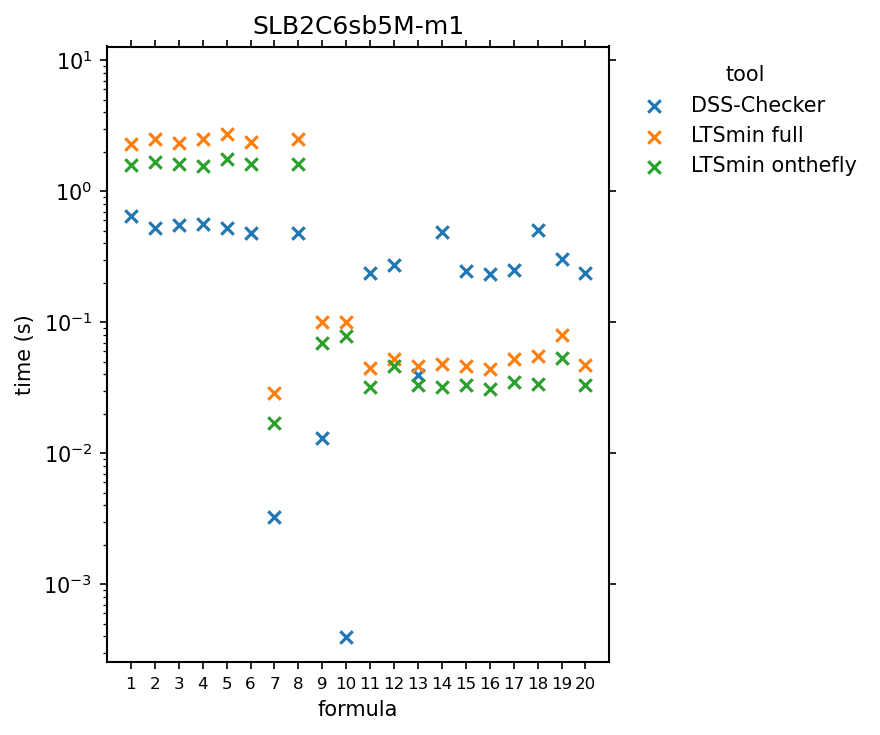 SLB2C6sb5M-m1
tool
DSS-Checker
LTSmin full
LTSmin onthefly
time (s)
10¹
10⁰
10⁻¹
10⁻²
10⁻³
1 2 3 4 5 6 7 8 9 10 11 12 13 14 15 16 17 18 19 20
formula